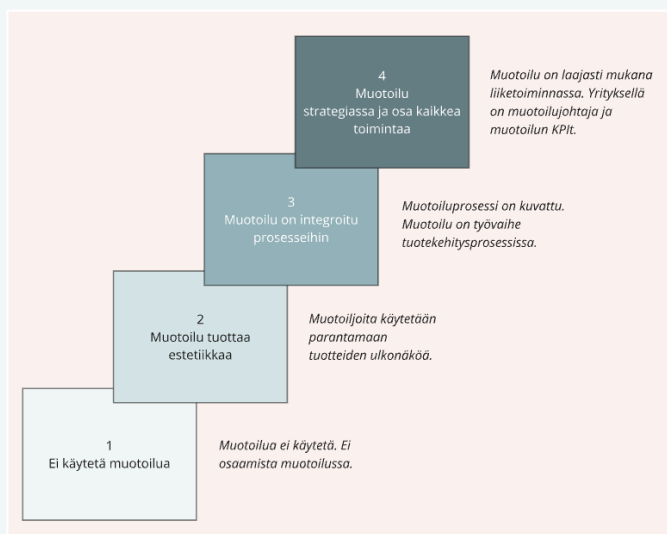 4
Muotoilu
strategiassa ja osa kaikkea
toimintaa
Muotoilu on laajasti mukana
liiketoiminnassa. Yrityksellä
on muotoilujohtaja ja
muotoilun KPIt.
3
Muotoilu on integroitu
prosesseihin
Muotoiluprosessi on kuvattu.
Muotoilu on työvaihe
tuotekehitysprosessissa.
2
Muotoilu tuottaa
estetiikkaa
Muotoiljoita käytetään
parantamaan
tuotteiden ulkonäköä.
1
Ei käytetä muotoilua
Muotoilua ei käytetä. Ei
osaamista muotoilussa.